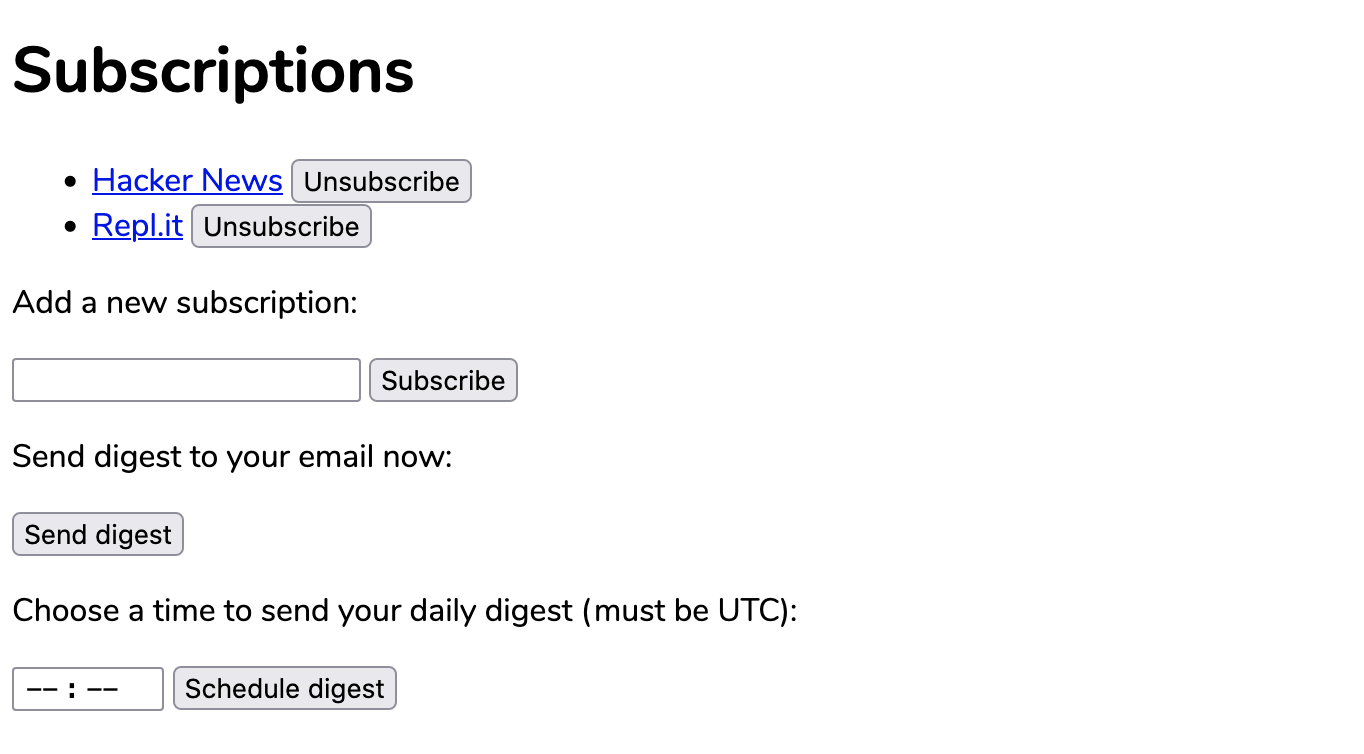 Subscriptions
Hacker News Unsubscribe
Repl.it Unsubscribe
Add a new subscription:
Subscribe
Send digest to your email now:
Send digest
Choose a time to send your daily digest (must be UTC):
--:-- Schedule digest